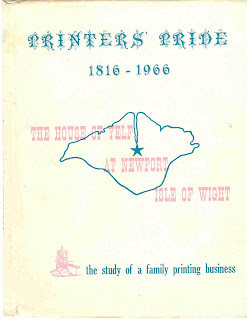 PRINTERS' PRIDE
1816 - 1966
THE HOUSE OF YELF
AT NEWPORT
ISLE OF WIGHT
the study of a family printing business